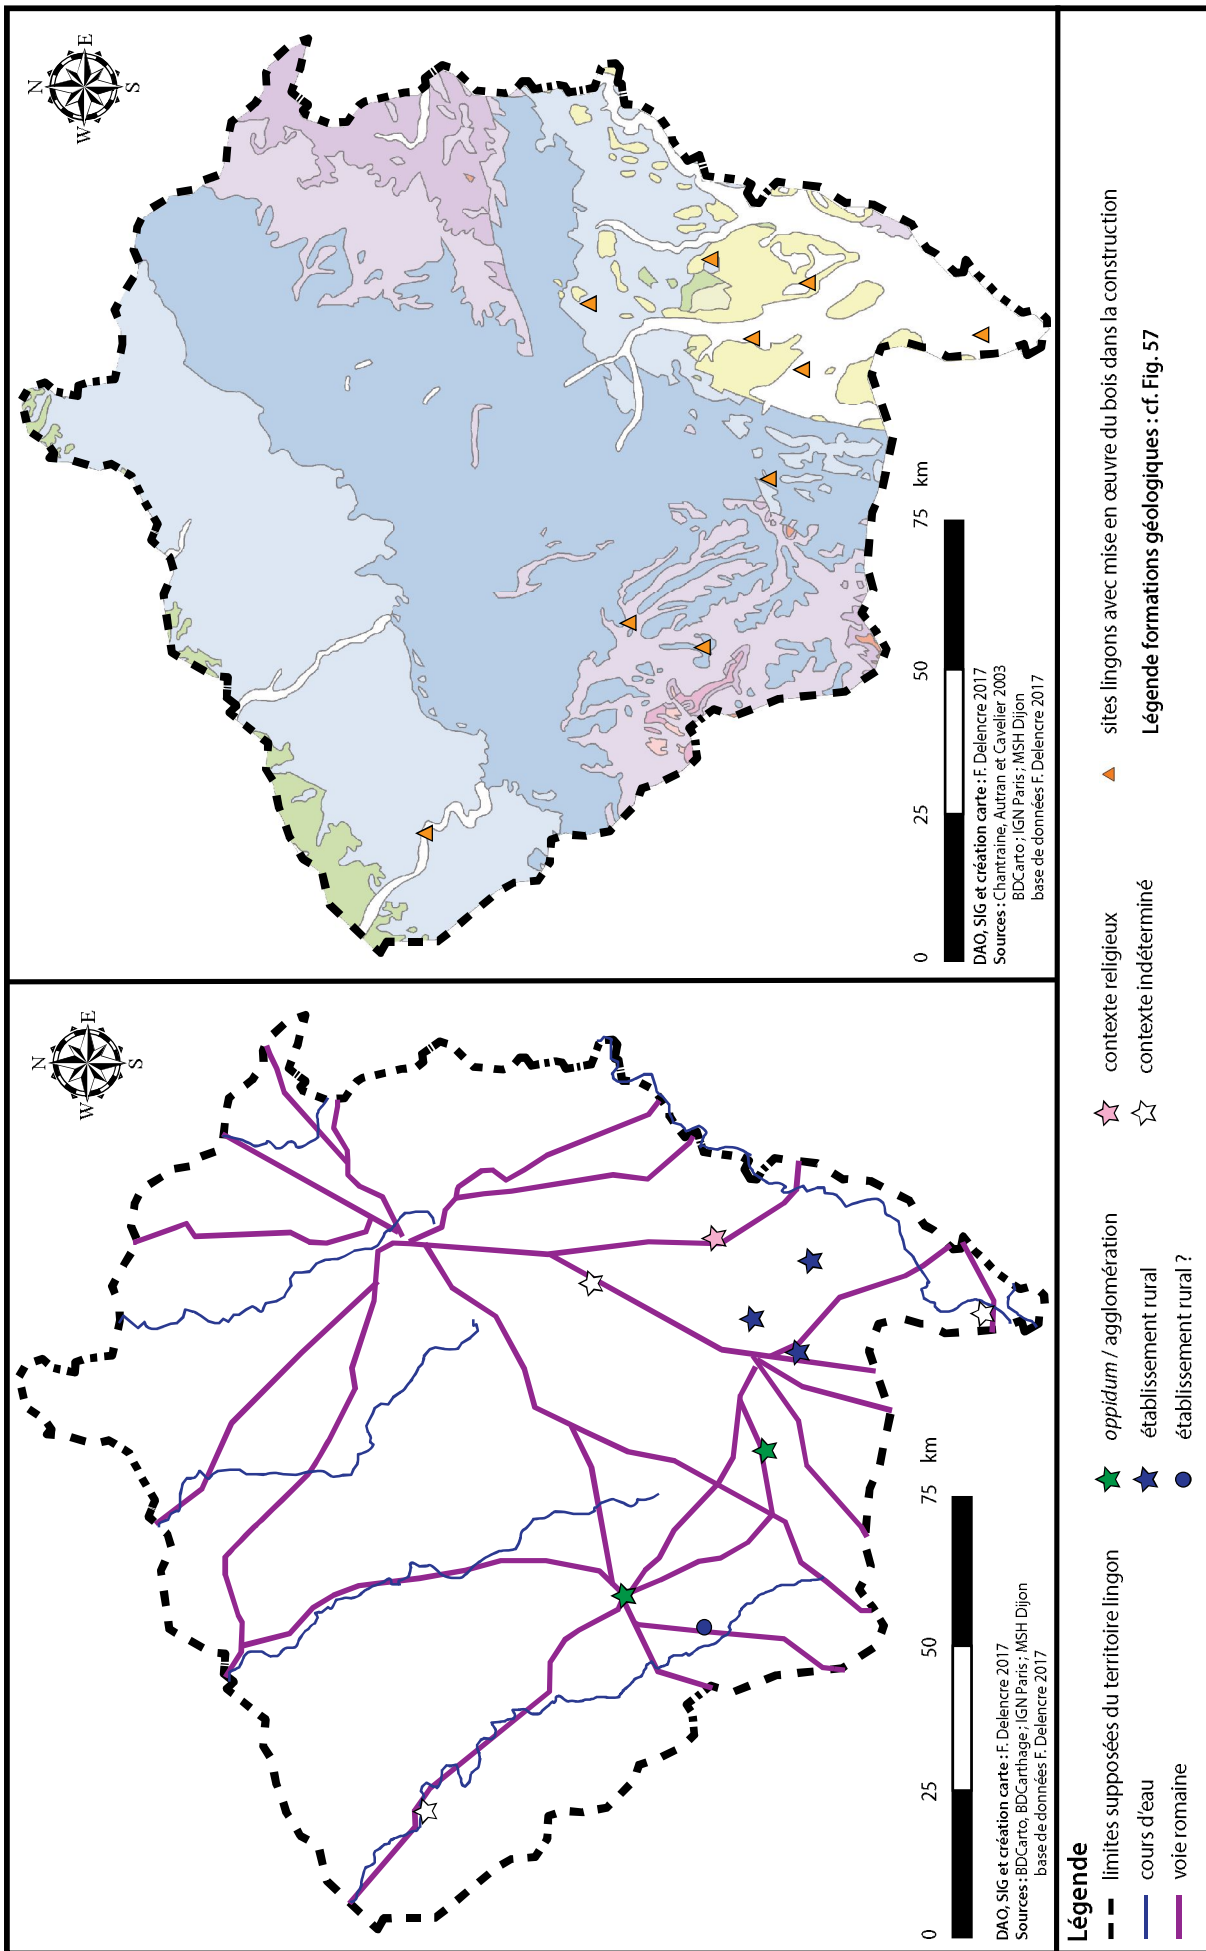 N
E
S
W
0
25
50
75
km
DAO, SIG et création carte : F. Delencre 2017
Sources : BDCarto, BDCarthage ; IGN Paris ; MSH Dijon
base de données F. Delencre 2017
N
E
S
W
0
25
50
75
km
DAO, SIG et création carte : F. Delencre 2017
Sources : Chantraine, Autran et Cavelier 2003
BDCarto ; IGN Paris ; MSH Dijon
base de données F. Delencre 2017
Légende
limites supposées du territoire lingon
cours d'eau
voie romaine
oppidum / agglomération
établissement rural
établissement rural ?
contexte religieux
contexte indéterminé
sites lingons avec mise en œuvre du bois dans la construction
Légende formations géologiques : cf. Fig. 57